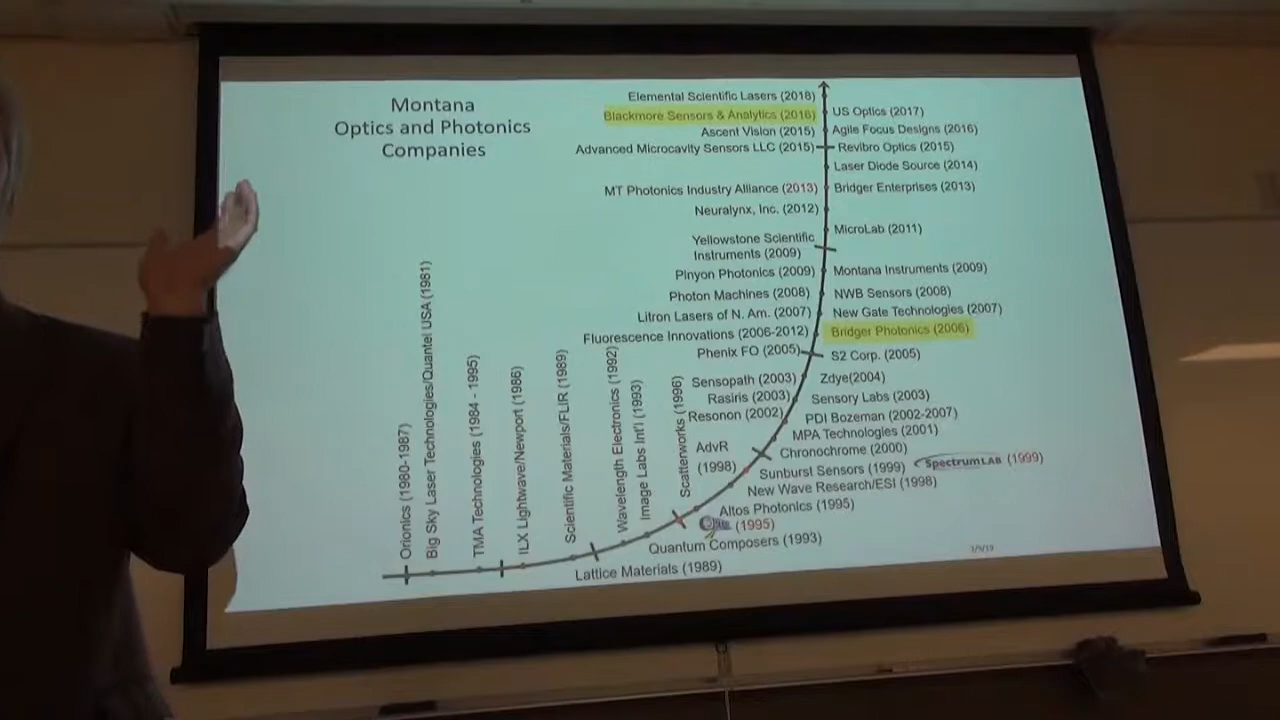 Montana
Optics and Photonics
Companies
Elemental Scientific Lasers (2018)
Blackmore Sensors & Analytics (2016)
Ascent Vision (2015)
Advanced Microcavity Sensors LLC (2015)
MT Photonics Industry Alliance (2013)
Neuralynx, Inc. (2012)
Yellowstone Scientific
Instruments (2009)
Pinyon Photonics (2009)
Photon Machines (2008)
Litron Lasers of N. Am. (2007)
Fluorescence Innovations (2006-2012)
Phenix FO (2005)
Sensopath (2003)
Rasiris (2003)
Resonon (2002)
AdvR
(1998)
Scatterworks (1996)
Image Labs Int'l (1993)
Wavelength Electronics (1992)
Scientific Materials/FLIR (1989)
ILX Lightwave/Newport (1986)
TMA Technologies (1984 - 1995)
Big Sky Laser Technologies/Quantel USA (1981)
Orionics (1980-1987)
US Optics (2017)
Agile Focus Designs (2016)
Revibro Optics (2015)
Laser Diode Source (2014)
Bridger Enterprises (2013)
MicroLab (2011)
Montana Instruments (2009)
NWB Sensors (2008)
New Gate Technologies (2007)
Bridger Photonics (2006)
S2 Corp. (2005)
Zdye(2004)
Sensory Labs (2003)
PDI Bozeman (2002-2007)
MPA Technologies (2001)
Chronochrome (2000)
Sunburst Sensors (1999)
SpectrumLAB (1999)
New Wave Research/ESI (1998)
Altos Photonics (1995)
(1995)
Quantum Composers (1993)
Lattice Materials (1989)